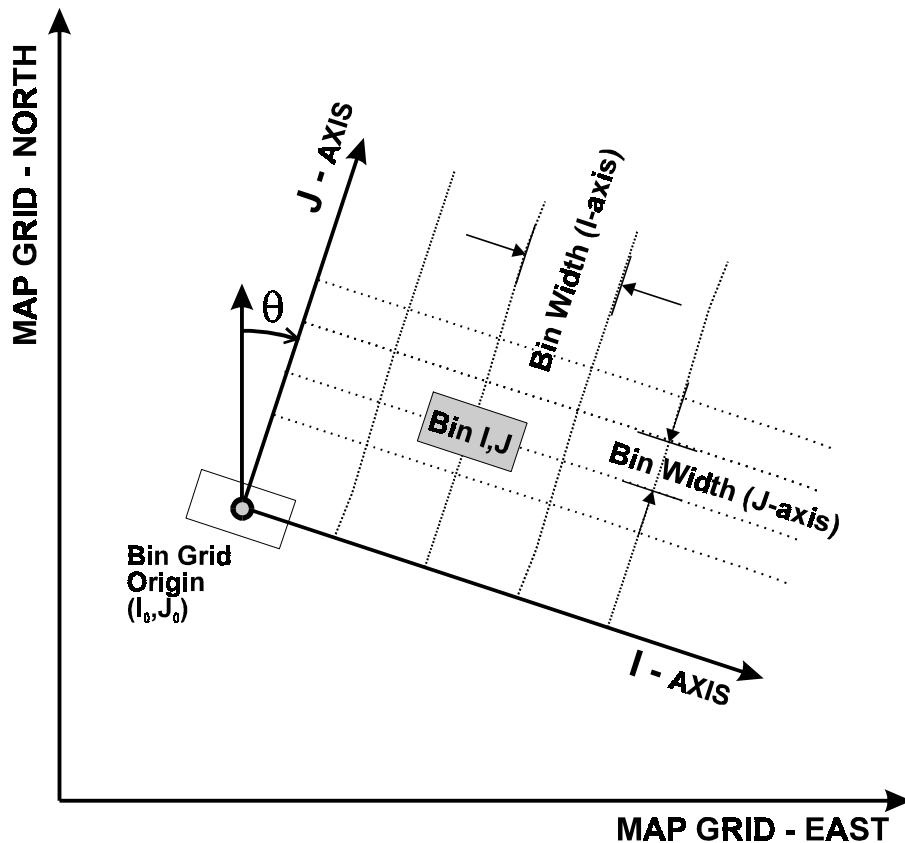 MAP GRID - NORTH
J - AXIS
θ
Bin Width (I-axis)
Bin I,J
Bin Width (J-axis)
Bin Grid
Origin
(I₀,J₀)
I - AXIS
MAP GRID - EAST